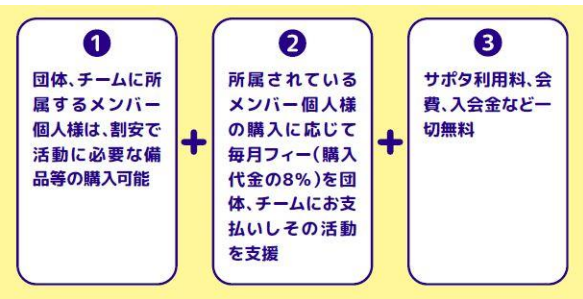 1
団体、チームに所
属するメンバー
個人様は、割安で
活動に必要な備
品等の購入可能
+
2
所属されている
メンバー個人様
の購入に応じて
毎月フィー(購入
代金の8%)を団
体、チームにお支
払いしその活動
を支援
+
3
サポタ利用料、会
費、入会金など一
切無料